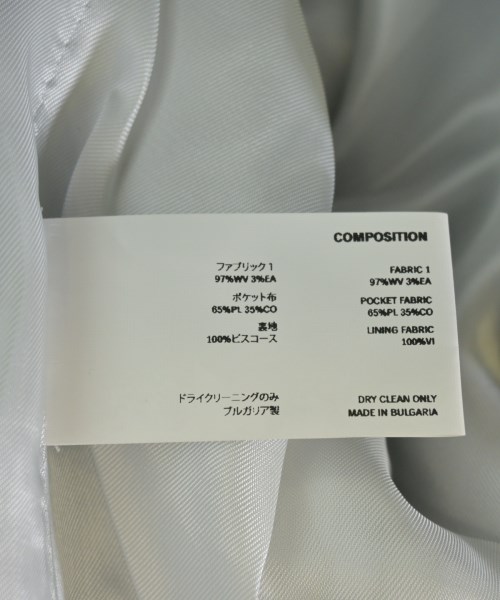 COMPOSITION
ファブリック1
97%WV 3%EA
ポケット布
65%PL 35%CO
裏地
100%ビスコース
ドライクリーニングのみ
ブルガリア製
FABRIC 1
97%WV 3%EA
POCKET FABRIC
65%PL 35%CO
LINING FABRIC
100%VI
DRY CLEAN ONLY
MADE IN BULGARIA